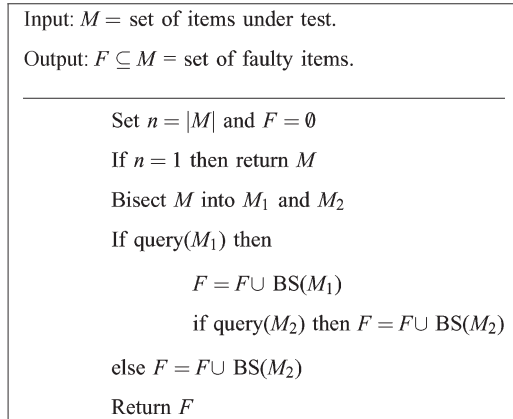 Input: M = set of items under test.
Output: F ⊆ M = set of faulty items.
Set n = |M| and F = ∅
If n = 1 then return M
Bisect M into M₁ and M₂
If query(M₁) then
F = F∪ BS(M₁)
if query(M₂) then F = F∪ BS(M₂)
else F = F∪ BS(M₂)
Return F